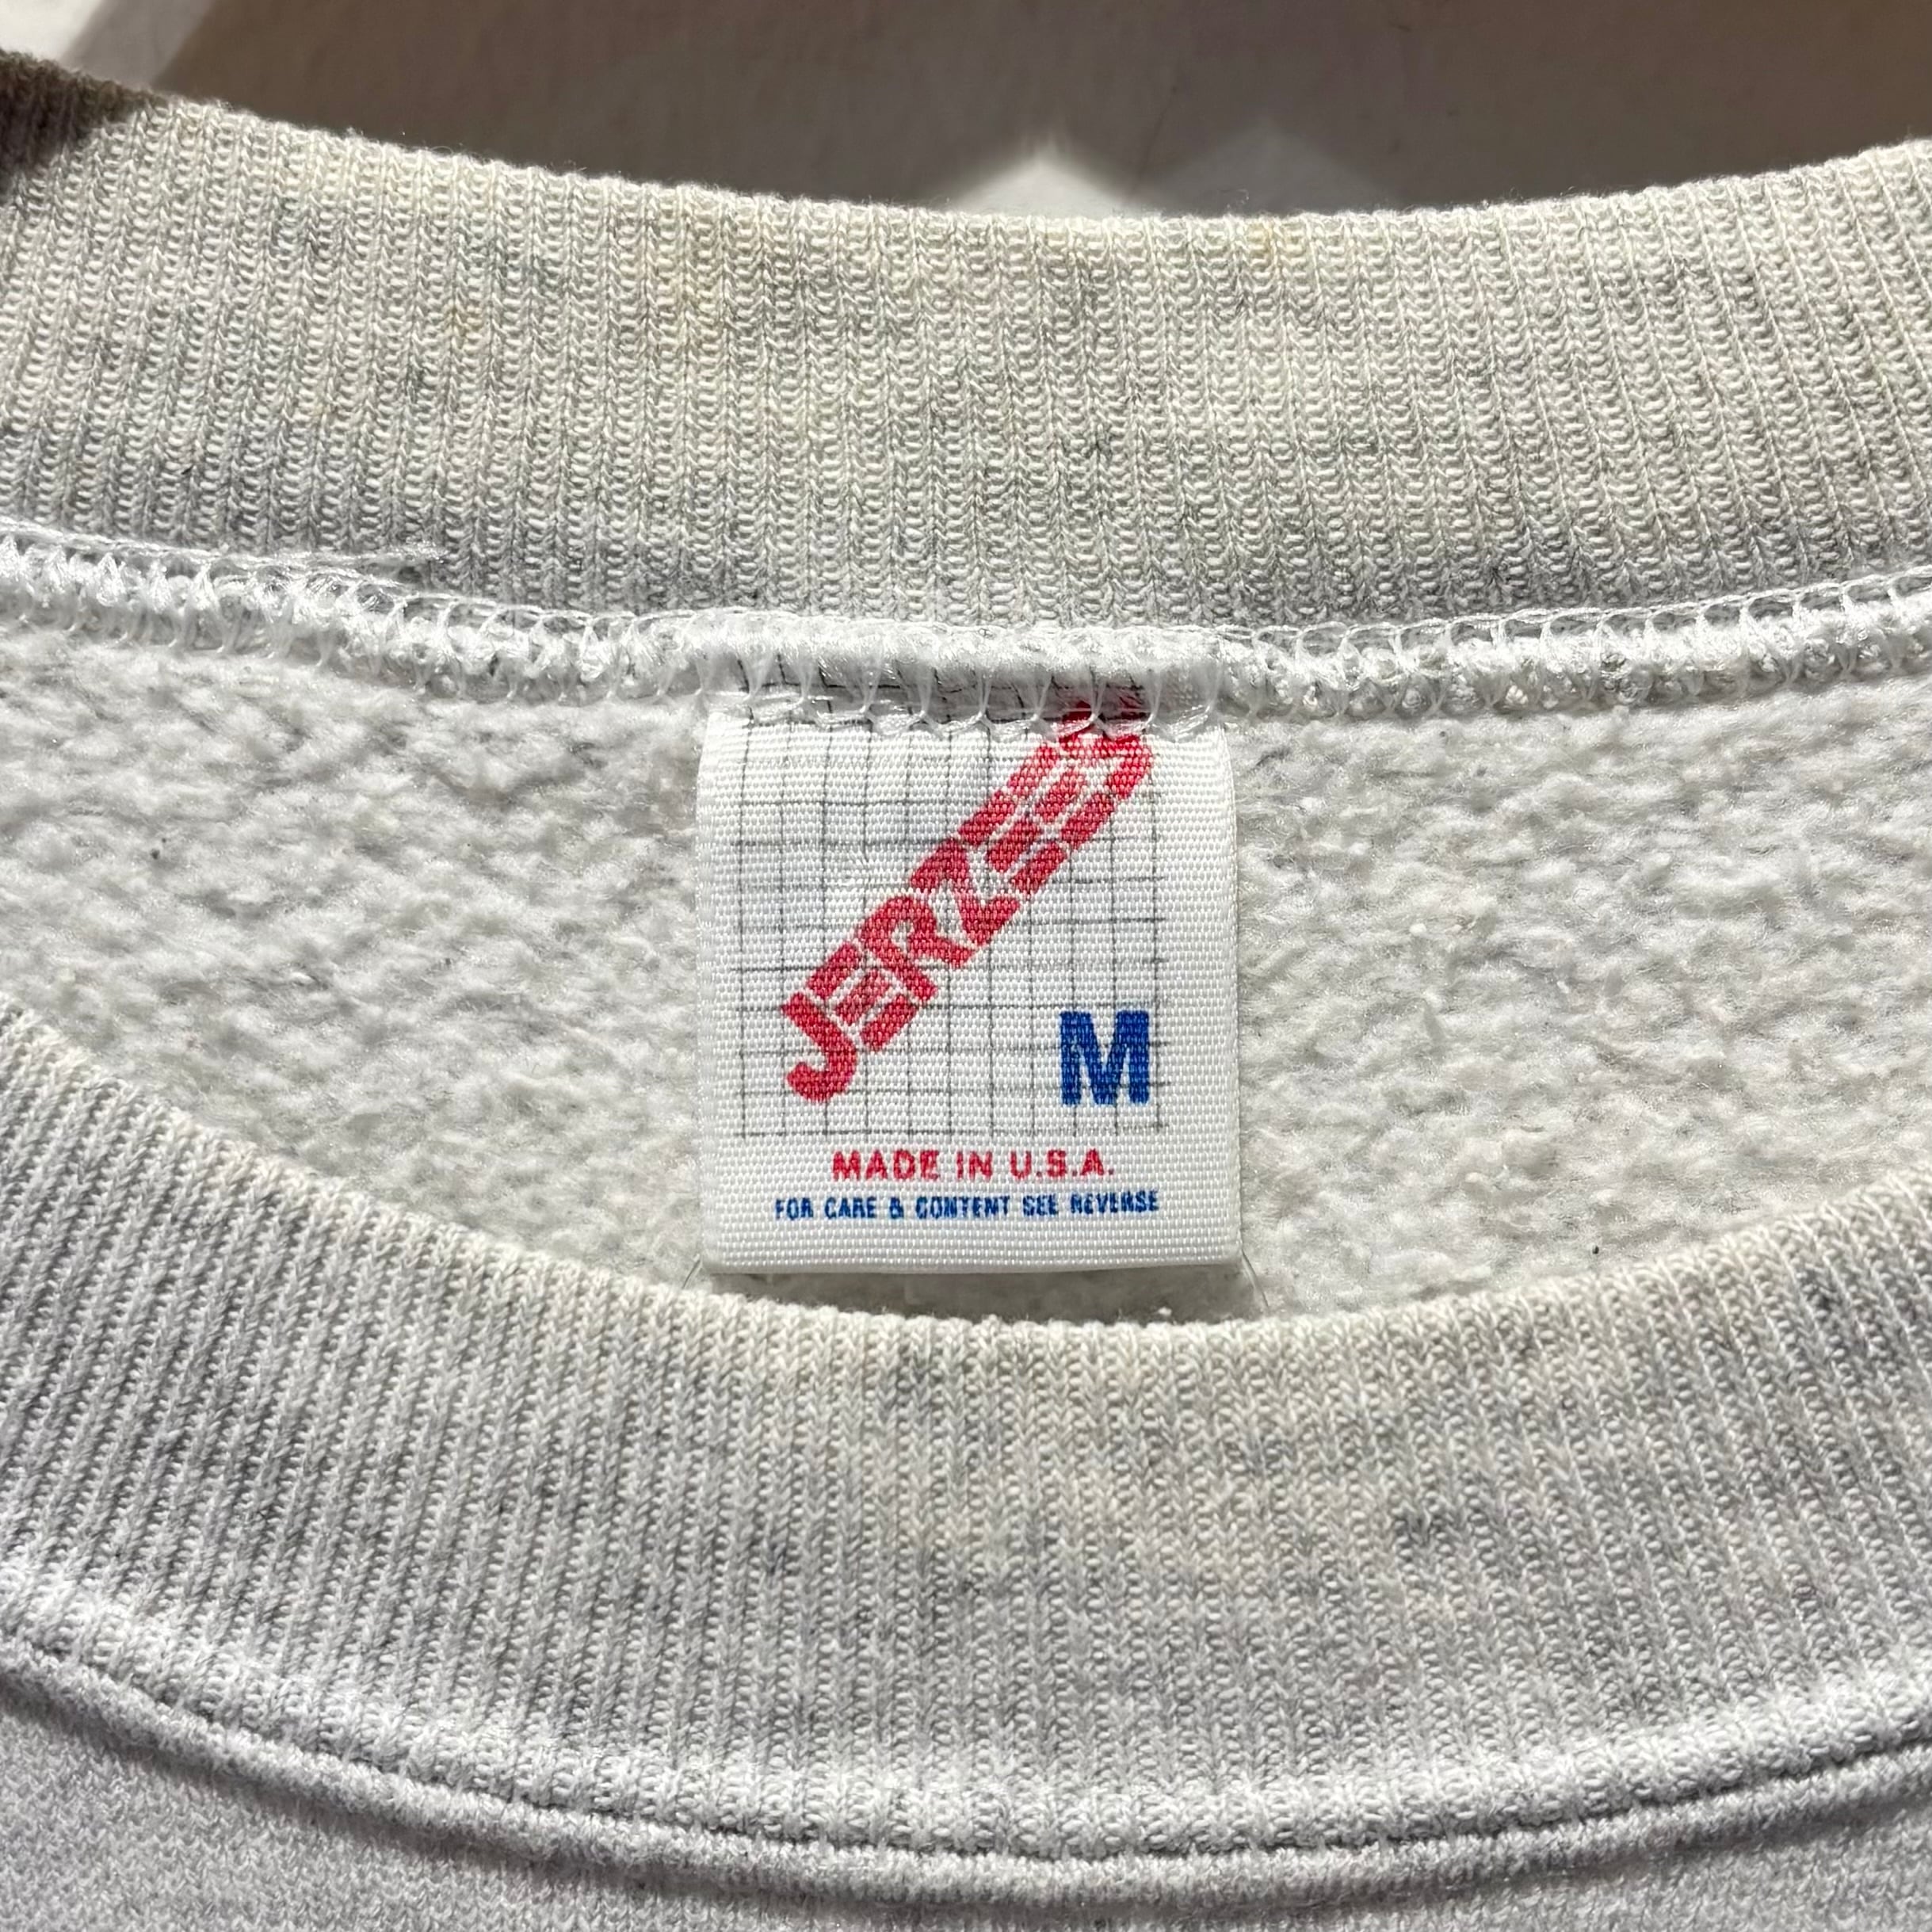 JERZEES
M
MADE IN U.S.A.
FOR CARE & CONTENT SEE REVERSE